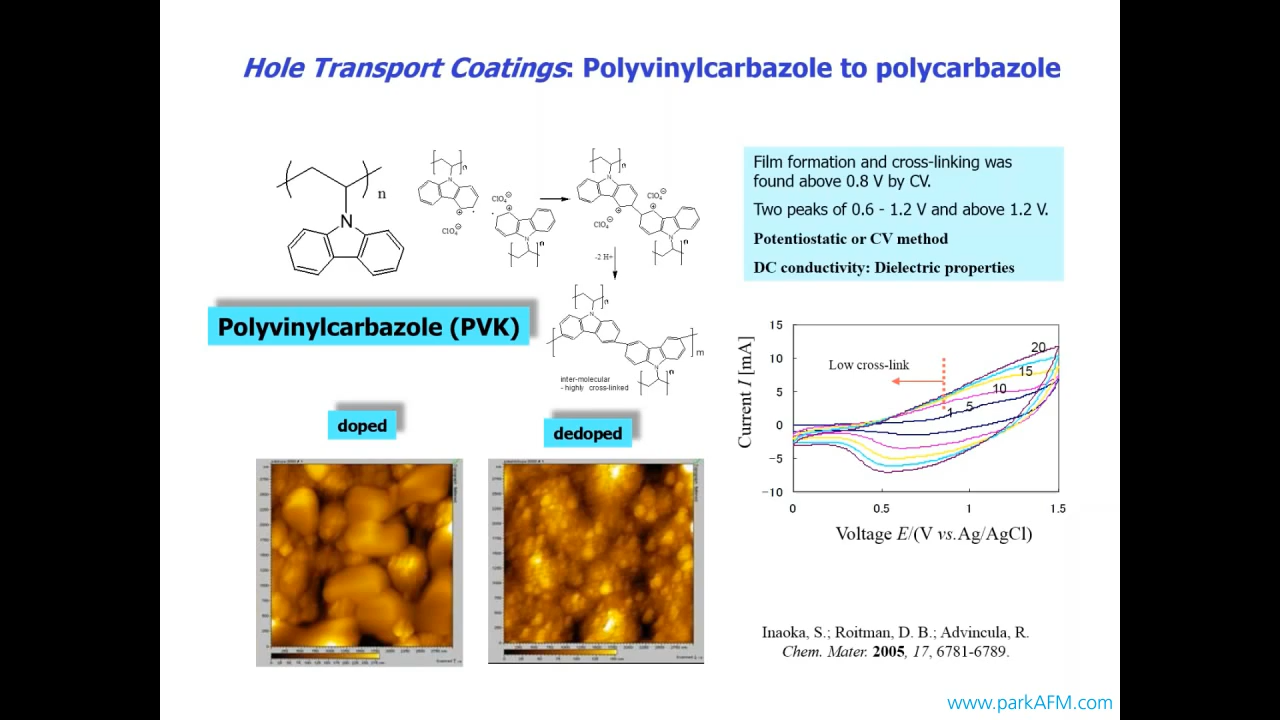 Hole Transport Coatings: Polyvinylcarbazole to polycarbazole
n
N
Polyvinylcarbazole (PVK)
n
N
ClO4 ⊖
ClO4 ⊖
N
n
n
N
ClO4 ⊖
ClO4 ⊖
N
n
-2 H+
n
N
m
N
n
inter-molecular
- highly cross-linked
Film formation and cross-linking was
found above 0.8 V by CV.
Two peaks of 0.6 - 1.2 V and above 1.2 V.
Potentiostatic or CV method
DC conductivity: Dielectric properties
doped
dedoped
Current I [mA]
15
10
5
0
−5
−10
Low cross-link
1
5
10
15
20
0
0.5
1
1.5
Voltage E/(V vs.Ag/AgCl)
Inaoka, S.; Roitman, D. B.; Advincula, R.
Chem. Mater. 2005, 17, 6781-6789.
www.parkAFM.com